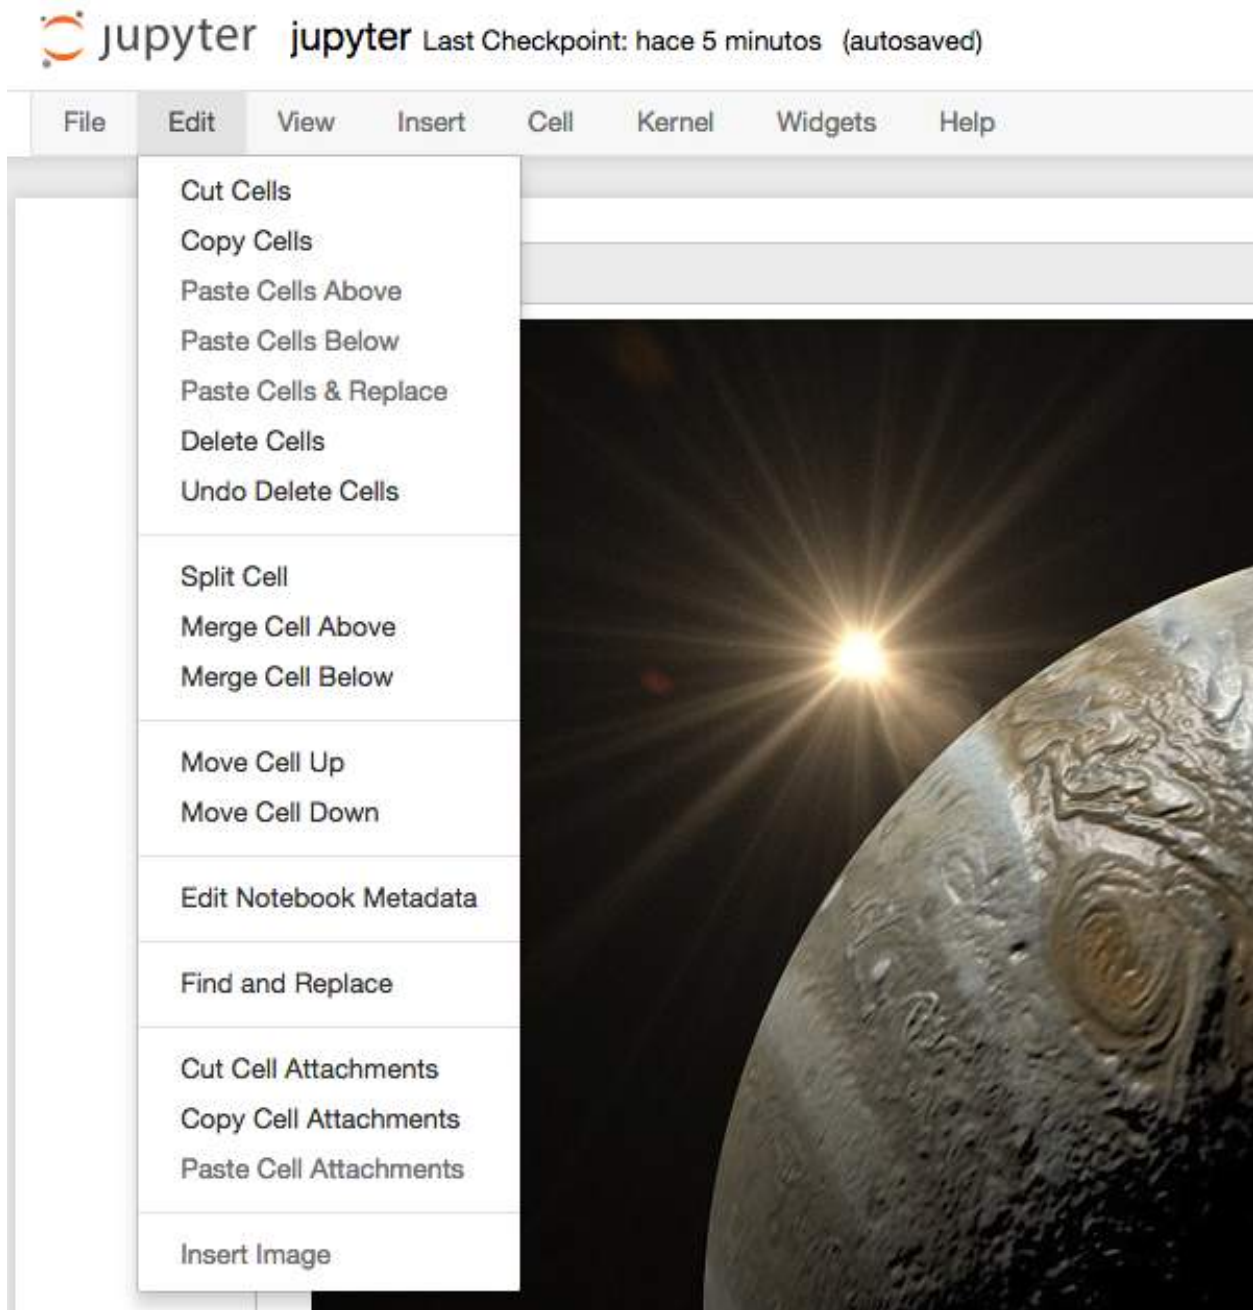 jupyter jupyter Last Checkpoint: hace 5 minutos (autosaved)
File Edit View Insert Cell Kernel Widgets Help
Cut Cells
Copy Cells
Paste Cells Above
Paste Cells Below
Paste Cells & Replace
Delete Cells
Undo Delete Cells
Split Cell
Merge Cell Above
Merge Cell Below
Move Cell Up
Move Cell Down
Edit Notebook Metadata
Find and Replace
Cut Cell Attachments
Copy Cell Attachments
Paste Cell Attachments
Insert Image